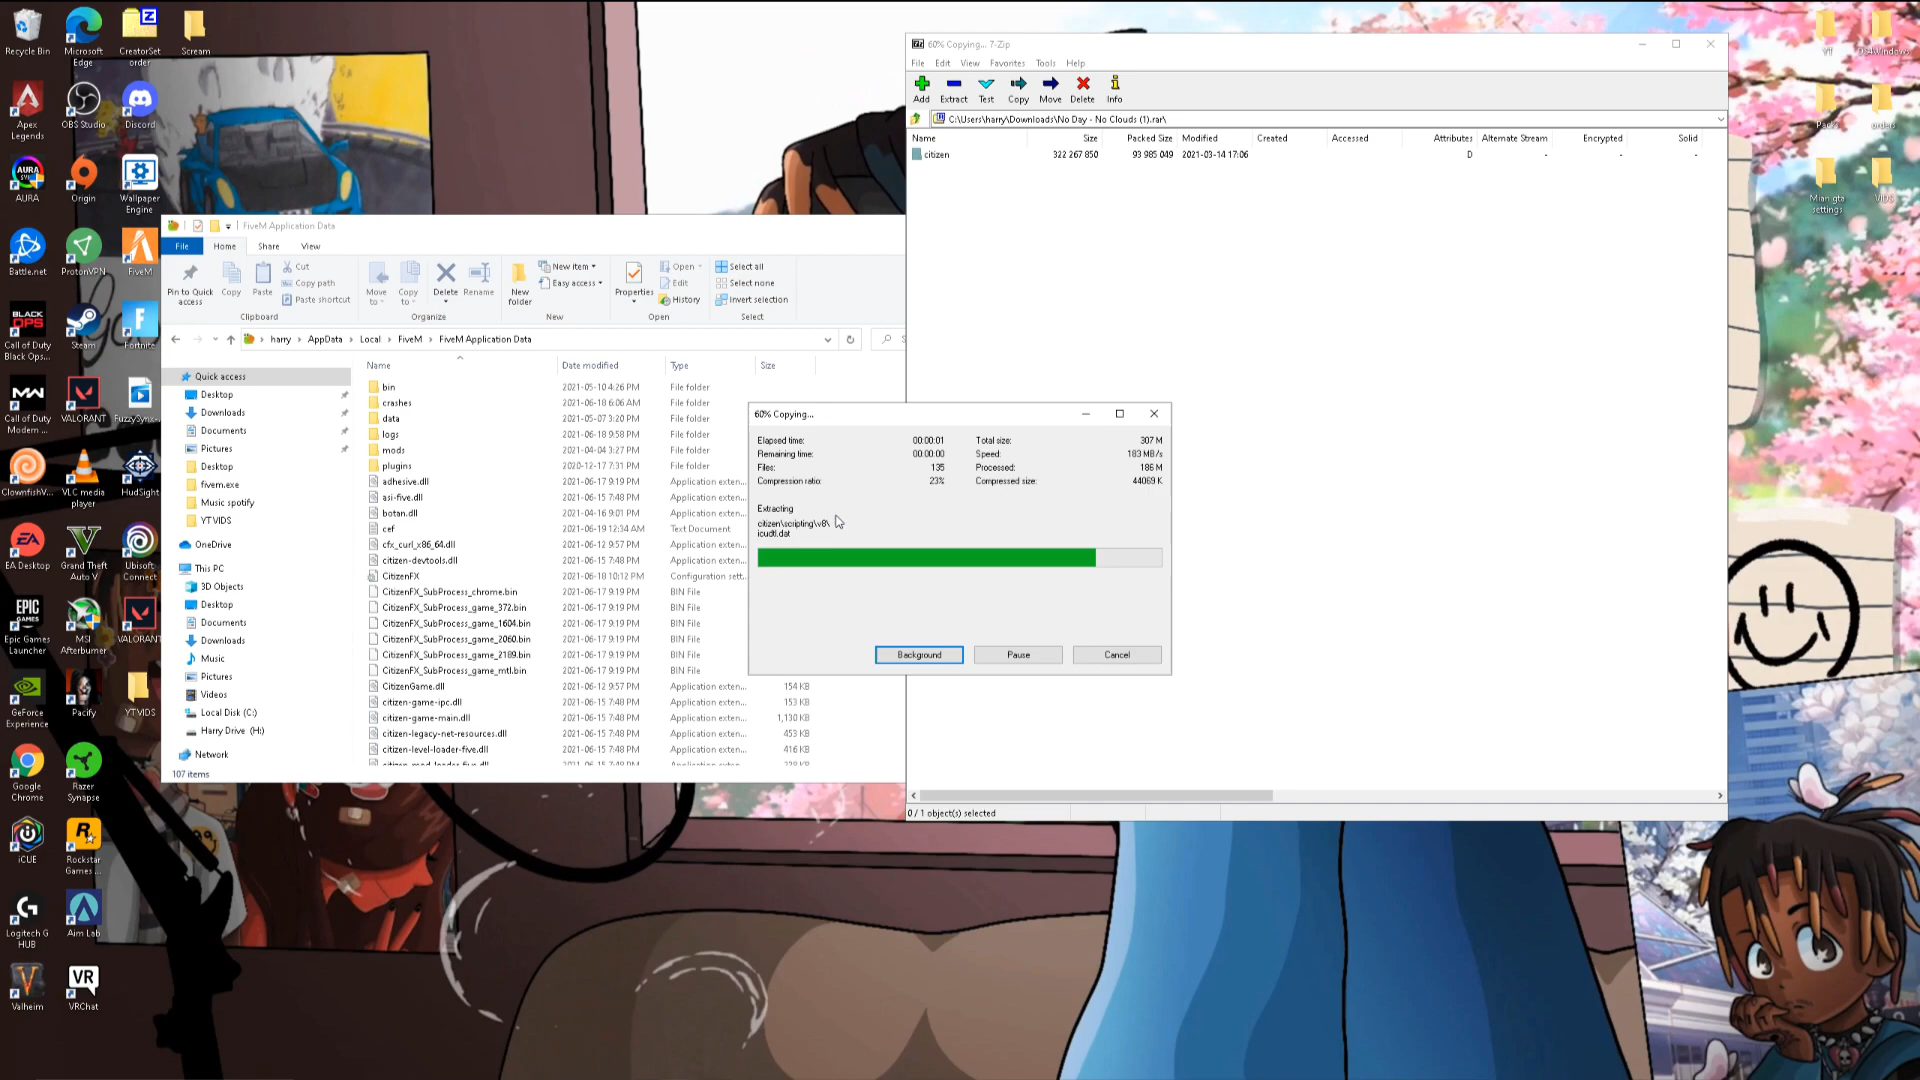 Recycle Bin
Microsoft
Edge
CreatorSet
order
Scream
Apex
Legends
OBS Studio
Discord
AURA
Origin
Wallpaper
Engine
Battle.net
ProtonVPN
FiveM
Call of Duty
Black Ops...
Steam
Fortnite
Call of Duty
Modern ...
VALORANT
FuzzySynx-...
ClownfishV...
VLC media
player
HudSight
EA Desktop
Grand Theft
Auto V
Ubisoft
Connect
Epic Games
Launcher
MSI
Afterburner
VALORANT
GeForce
Experience
Pacify
YTVIDS
Google
Chrome
Razer
Synapse
iCUE
Rockstar
Games ...
Logitech G
HUB
Aim Lab
Valheim
VRChat
FiveM Application Data
File
Home
Share
View
Pin to Quick
access
Copy
Paste
Cut
Copy path
Paste shortcut
Clipboard
Move
to
Copy
to
Delete
Rename
Organize
New
folder
New item
Easy access
New
Properties
Open
Edit
History
Open
Select all
Select none
Invert selection
Select
harry > AppData > Local > FiveM > FiveM Application Data
Quick access
Desktop
Downloads
Documents
Pictures
Desktop
fivem.exe
Music spotify
YTVIDS
OneDrive
This PC
3D Objects
Desktop
Documents
Downloads
Music
Pictures
Videos
Local Disk (C:)
Harry Drive (H:)
Network
107 items
Name Date modified Type Size
bin 2021-05-10 4:26 PM File folder
crashes 2021-06-18 6:06 AM File folder
data 2021-05-07 3:20 PM File folder
logs 2021-06-18 9:58 PM File folder
mods 2021-04-04 3:27 PM File folder
plugins 2020-12-17 7:31 PM File folder
adhesive.dll 2021-06-17 9:19 PM Application exten...
asi-five.dll 2021-06-15 7:48 PM Application exten...
botan.dll 2021-04-16 9:01 PM Application exten...
cef 2021-06-19 12:34 AM Text Document
cfx_curl_x86_64.dll 2021-06-12 9:57 PM Application exten...
citizen-devtools.dll 2021-06-15 7:48 PM Application exten...
CitizenFX 2021-06-18 10:12 PM Configuration sett...
CitizenFX_SubProcess_chrome.bin 2021-06-17 9:19 PM BIN File
CitizenFX_SubProcess_game_372.bin 2021-06-17 9:19 PM BIN File
CitizenFX_SubProcess_game_1604.bin 2021-06-17 9:19 PM BIN File
CitizenFX_SubProcess_game_2060.bin 2021-06-17 9:19 PM BIN File
CitizenFX_SubProcess_game_2189.bin 2021-06-17 9:19 PM BIN File
CitizenFX_SubProcess_game_mtl.bin 2021-06-17 9:19 PM BIN File
CitizenGame.dll 2021-06-12 9:57 PM Application exten... 154 KB
citizen-game-ipc.dll 2021-06-15 7:48 PM Application exten... 153 KB
citizen-game-main.dll 2021-06-15 7:48 PM Application exten... 1,130 KB
citizen-legacy-net-resources.dll 2021-06-15 7:48 PM Application exten... 453 KB
citizen-level-loader-five.dll 2021-06-15 7:48 PM Application exten... 416 KB
60% Copying... 7-Zip
File Edit View Favorites Tools Help
Add Extract Test Copy Move Delete Info
C:\Users\harry\Downloads\No Day - No Clouds (1).rar\
Name Size Packed Size Modified Created Accessed Attributes Alternate Stream Encrypted Solid
citizen 322 267 850 93 985 049 2021-03-14 17:06 D - - -
0 / 1 object(s) selected
60% Copying...
Elapsed time: 00:00:01 Total size: 307 M
Remaining time: 00:00:00 Speed: 183 MB/s
Files: 135 Processed: 186 M
Compression ratio: 23% Compressed size: 44069 K
Extracting
citizen\scripting\v8\
icudtl.dat
Background
Pause
Cancel
YT
DS4Windows
orders
Mian gta
settings
VIDS